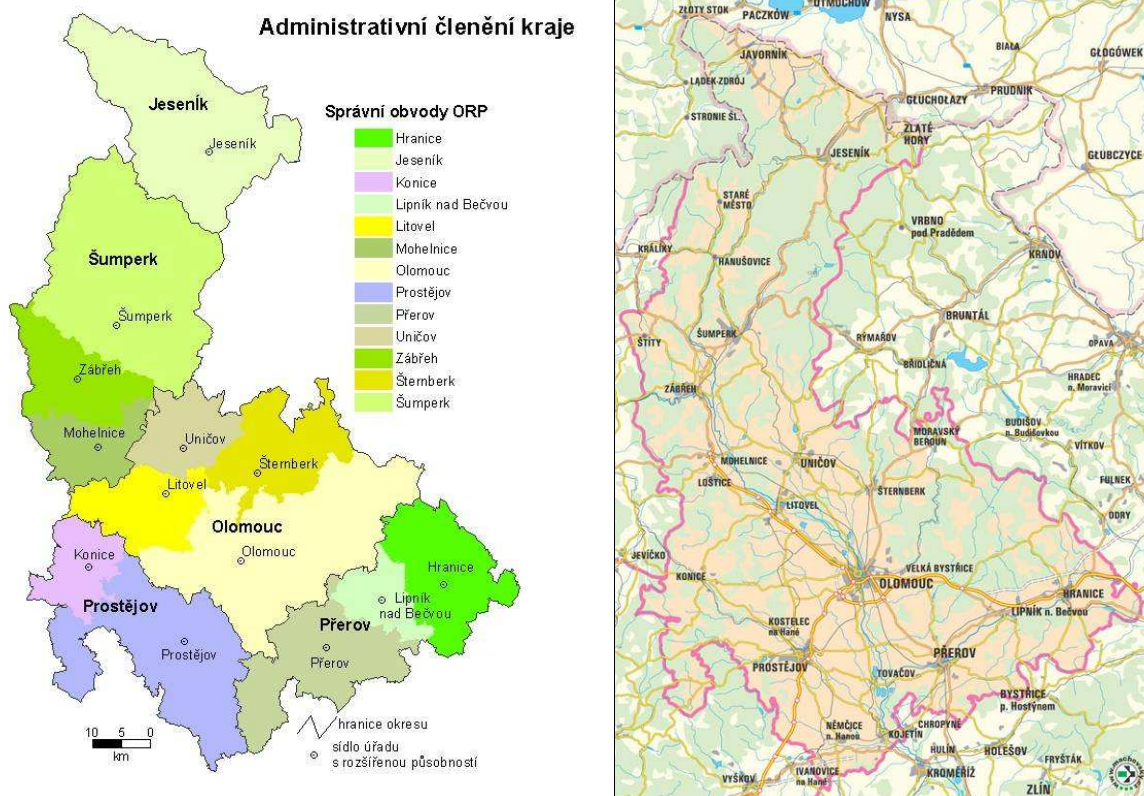 Administrativní členění kraje
Jeseník
Jeseník
Správní obvody ORP
Hranice
Jeseník
Konice
Lipník nad Bečvou
Litovel
Mohelnice
Olomouc
Prostějov
Přerov
Uničov
Zábřeh
Šternberk
Šumperk
Šumperk
Šumperk
Zábřeh
Mohelnice
Uničov
Šternberk
Litovel
Olomouc
Olomouc
Konice
Hranice
Lipník
nad Bečvou
Prostějov
Přerov
Prostějov
Přerov
10 5 0
km
hranice okresu
sídlo úřadu
s rozšířenou působností
ZŁOTY STOK
PACZKÓW
OTMUCHÓW
NYSA
BIAŁA
GŁOGÓWEK
JAVORNÍK
LĄDEK-ZDRÓJ
PRUDNIK
GŁUCHOŁAZY
STRONIE ŚL.
ZLATÉ
HORY
JESENÍK
GŁUBCZYCE
STARÉ
MĚSTO
VRBNO
pod Pradědem
KRÁLÍKY
KRNOV
HANUŠOVICE
BRUNTÁL
ŠTÍTY
ŠUMPERK
RÝMAŘOV
OPAVA
BŘIDLIČNÁ
HRADEC
n. Moravicí
ZÁBŘEH
BUDIŠOV
n. Budišovkou
MORAVSKÝ
BEROUN
VÍTKOV
MOHELNICE
UNIČOV
LOŠTICE
ŠTERNBERK
FULNEK
LITOVEL
ODRY
JEVÍČKO
VELKÁ BYSTŘICE
KONICE
OLOMOUC
HRANICE
LIPNÍK n. Bečvou
KOSTELEC
na Hané
PŘEROV
PROSTĚJOV
TOVAČOV
BYSTŘICE
p. Hostýnem
NĚMČICE
n. Hanou
CHROPYNĚ
KOJETÍN
HULÍN
HOLEŠOV
IVANOVICE
na Hané
FRYŠTÁK
VYŠKOV
KROMĚŘÍŽ
ZLÍN